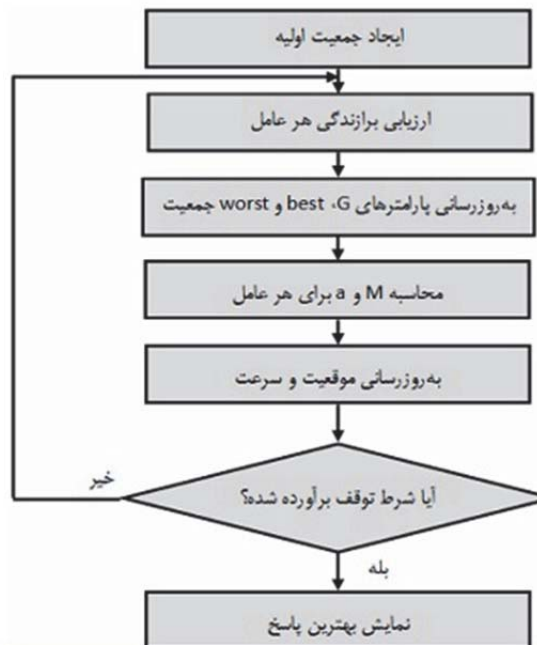 ایجاد جمعیت اولیه
ارزیابی برازندگی هر عامل
به‌روزرسانی پارامترهای G، best و worst جمعیت
محاسبه M و a برای هر عامل
به‌روزرسانی موقعیت و سرعت
آیا شرط توقف برآورده شده؟
خیر
بله
نمایش بهترین پاسخ